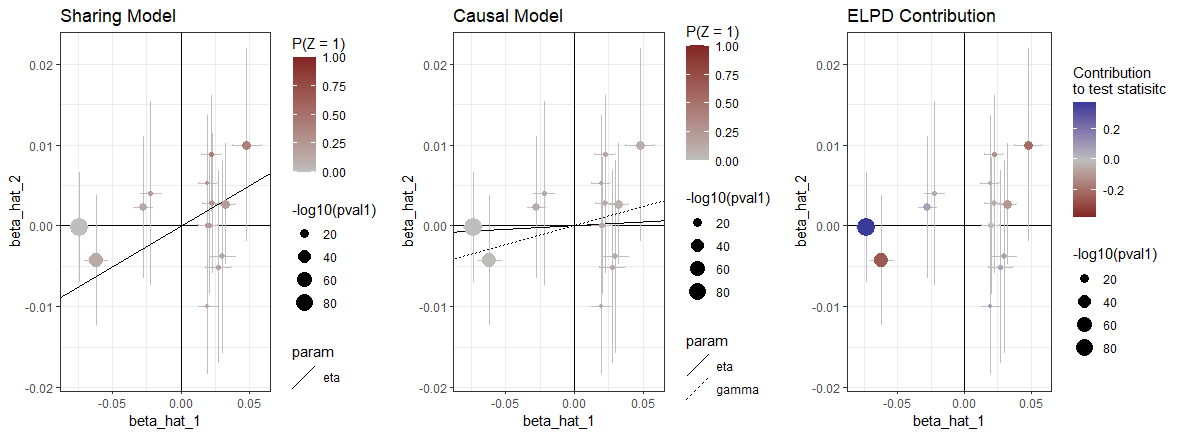 Sharing Model
beta_hat_2
0.02
0.01
0.00
-0.01
-0.02
-0.05
0.00
0.05
beta_hat_1
P(Z = 1)
1.00
0.75
0.50
0.25
0.00
-log10(pval1)
20
40
60
80
param
eta
Causal Model
beta_hat_2
0.02
0.01
0.00
-0.01
-0.02
-0.05
0.00
0.05
beta_hat_1
P(Z = 1)
1.00
0.75
0.50
0.25
0.00
-log10(pval1)
20
40
60
80
param
eta
gamma
ELPD Contribution
beta_hat_2
0.02
0.01
0.00
-0.01
-0.02
-0.05
0.00
0.05
beta_hat_1
Contribution
to test statisitc
0.2
0.0
-0.2
-log10(pval1)
20
40
60
80